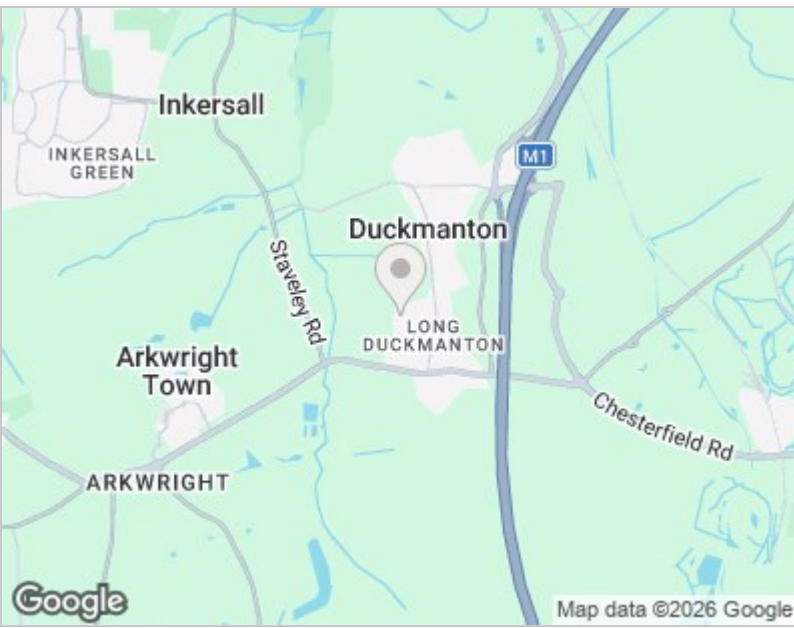 Inkersall
INKERSALL
GREEN
M1
Duckmanton
Staveley Rd
LONG
DUCKMANTON
Arkwright
Town
Chesterfield Rd
ARKWRIGHT
Google
Map data ©2026 Google